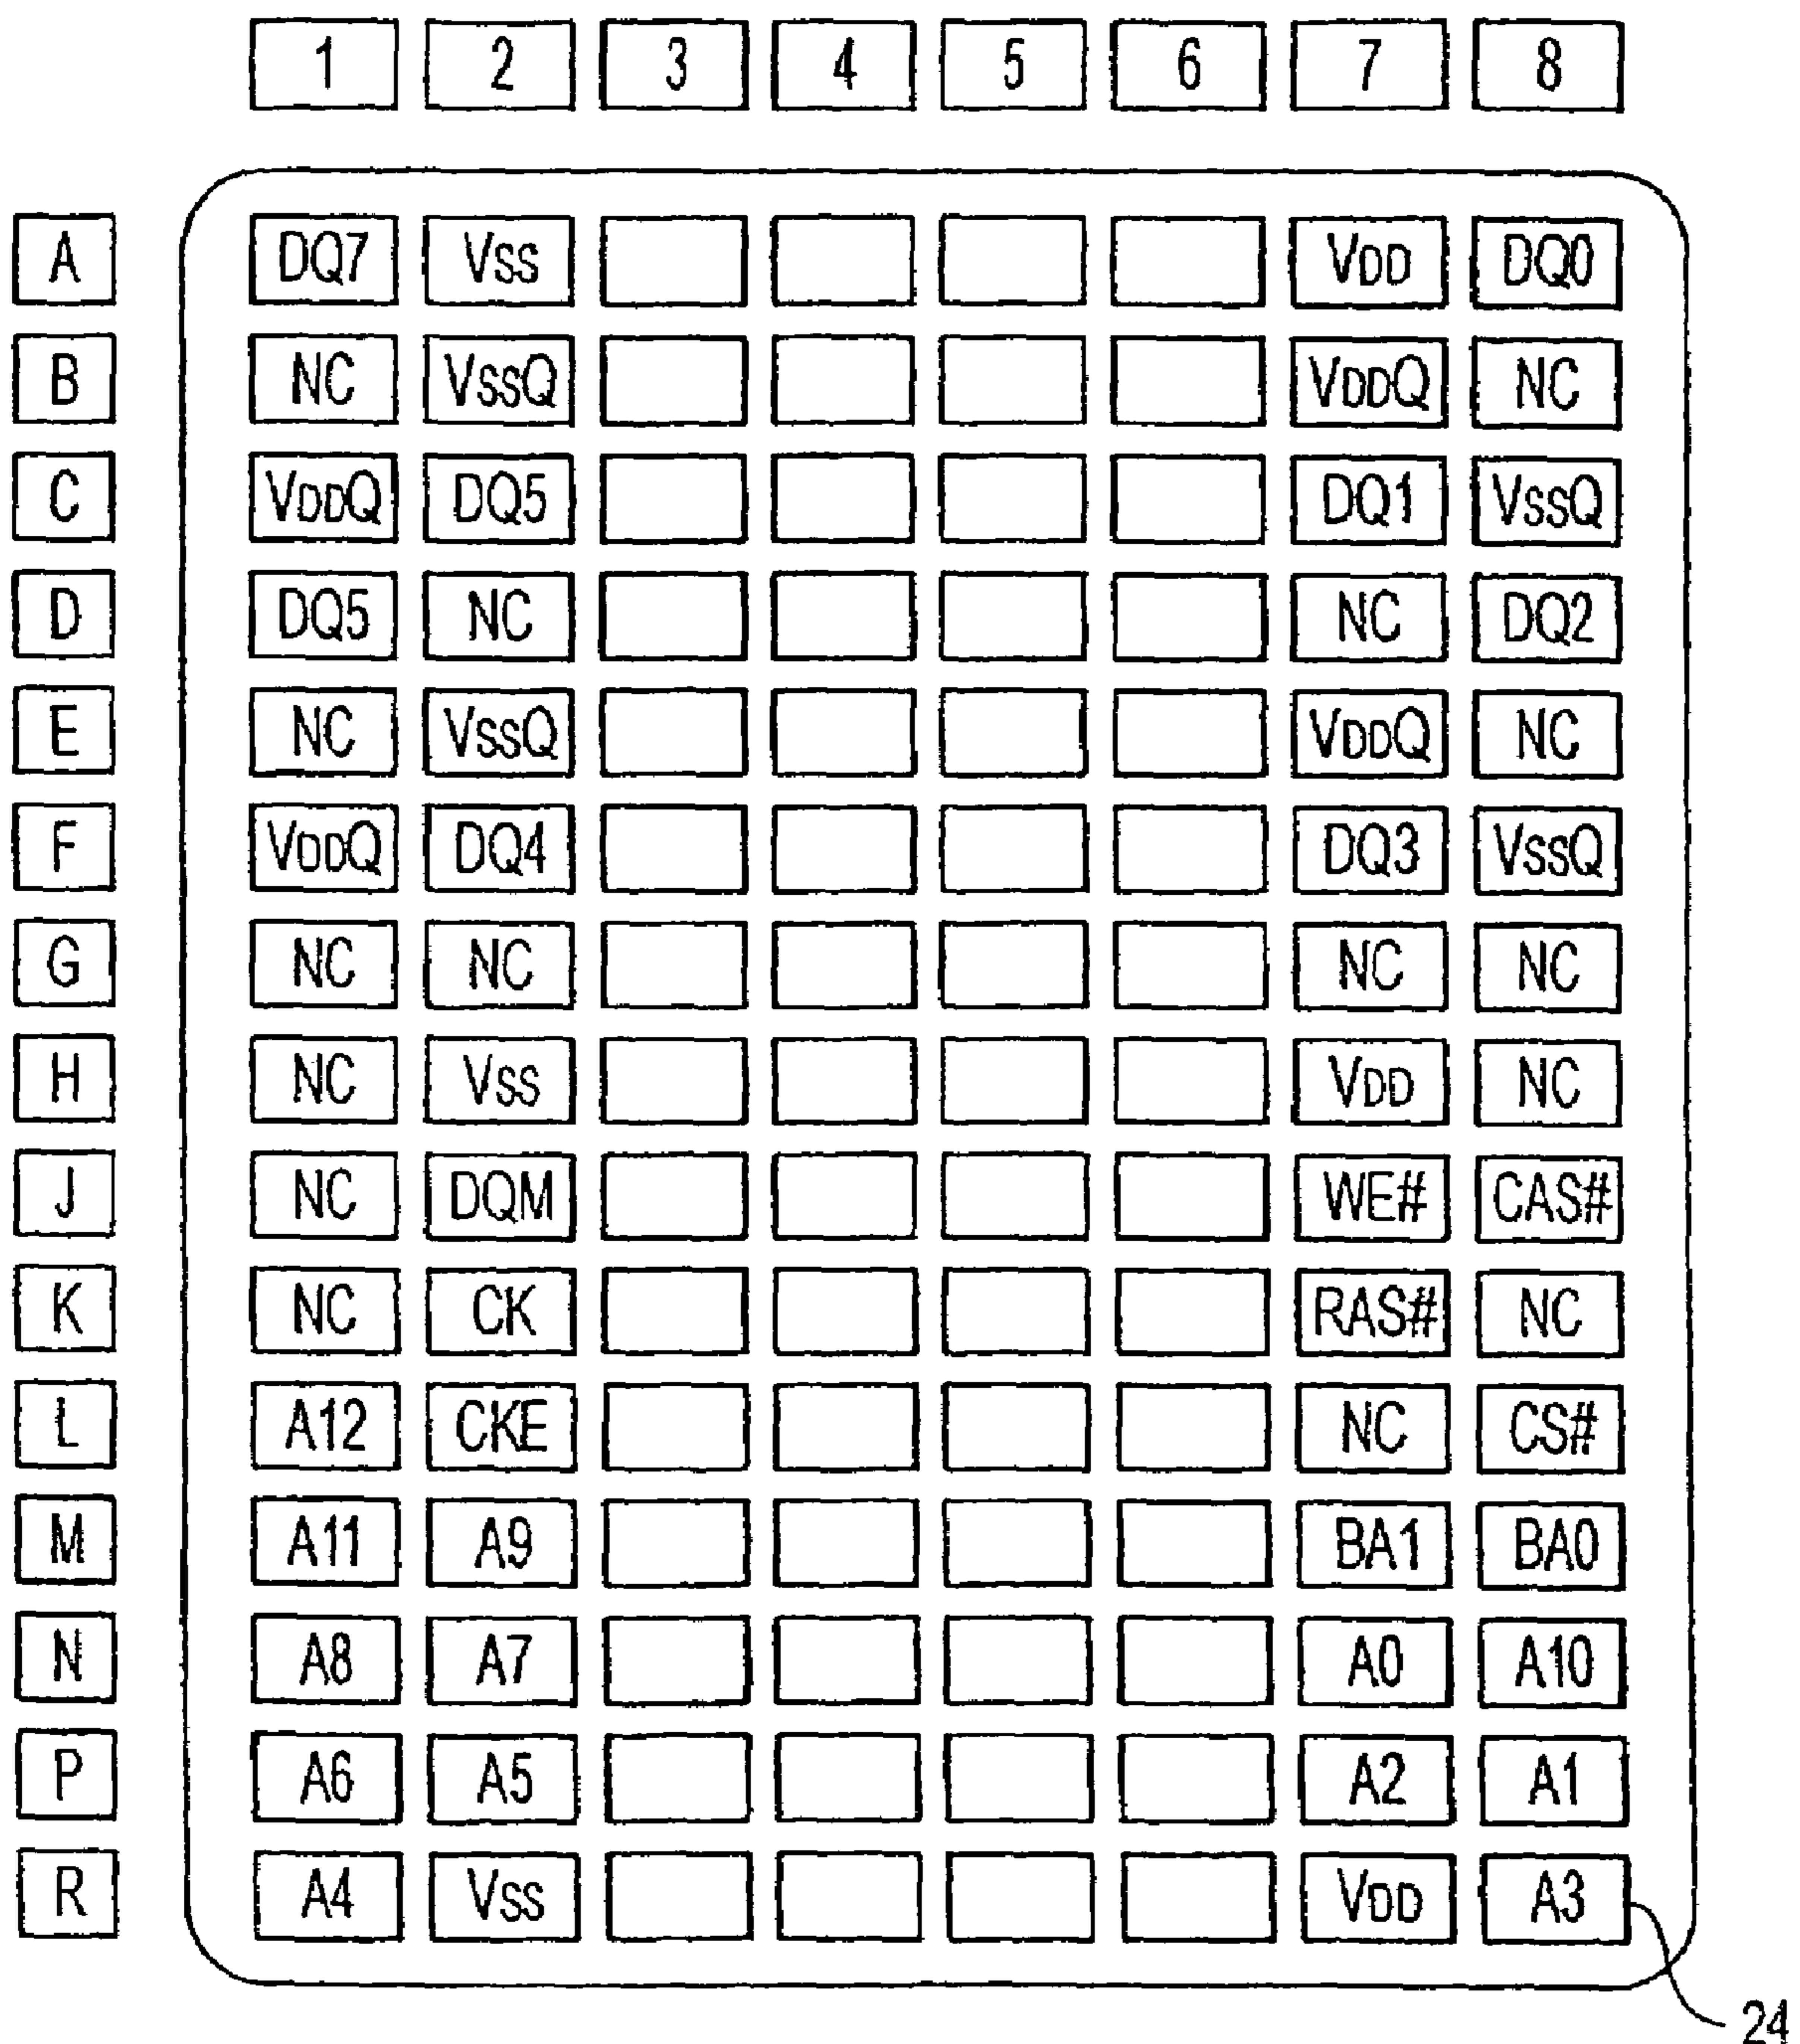 1 2 3 4 5 6 7 8
A DQ7 VSS VDD DQ0
B NC VSSQ VDDQ NC
C VDDQ DQ5 DQ1 VSSQ
D DQ5 NC NC DQ2
E NC VSSQ VDDQ NC
F VDDQ DQ4 DQ3 VSSQ
G NC NC NC NC
H NC VSS VDD NC
J NC DQM WE# CAS#
K NC CK RAS# NC
L A12 CKE NC CS#
M A11 A9 BA1 BA0
N A8 A7 A0 A10
P A6 A5 A2 A1
R A4 VSS VDD A3
24